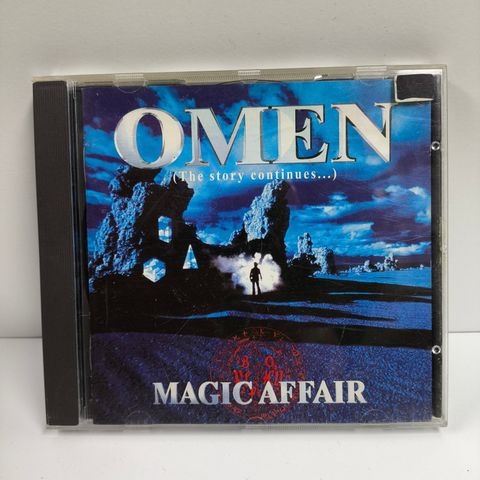 OMEN
(The story continues...)
MAGIC AFFAIR